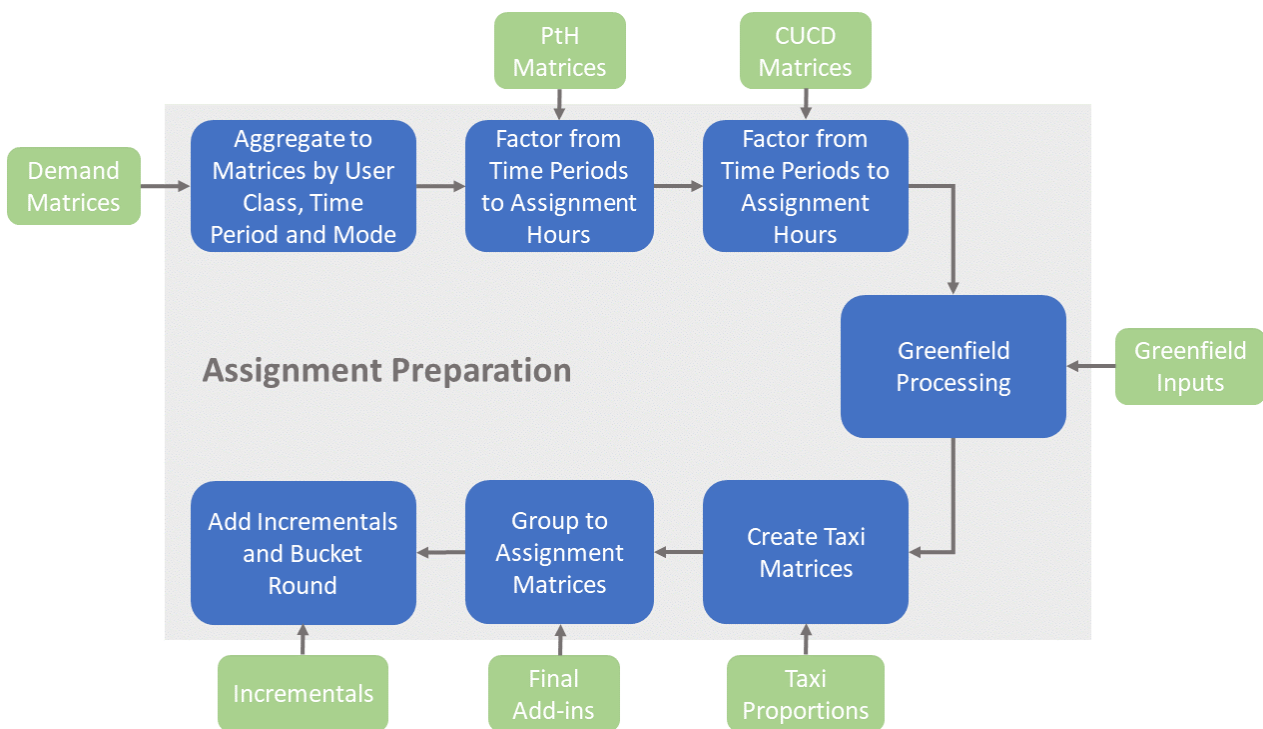 PtH
Matrices
CUCD
Matrices
Demand
Matrices
Aggregate to
Matrices by User
Class, Time
Period and Mode
Factor from
Time Periods
to Assignment
Hours
Factor from
Time Periods to
Assignment
Hours
Assignment Preparation
Greenfield
Processing
Greenfield
Inputs
Add Incrementals
and Bucket
Round
Group to
Assignment
Matrices
Create Taxi
Matrices
Incrementals
Final
Add-ins
Taxi
Proportions